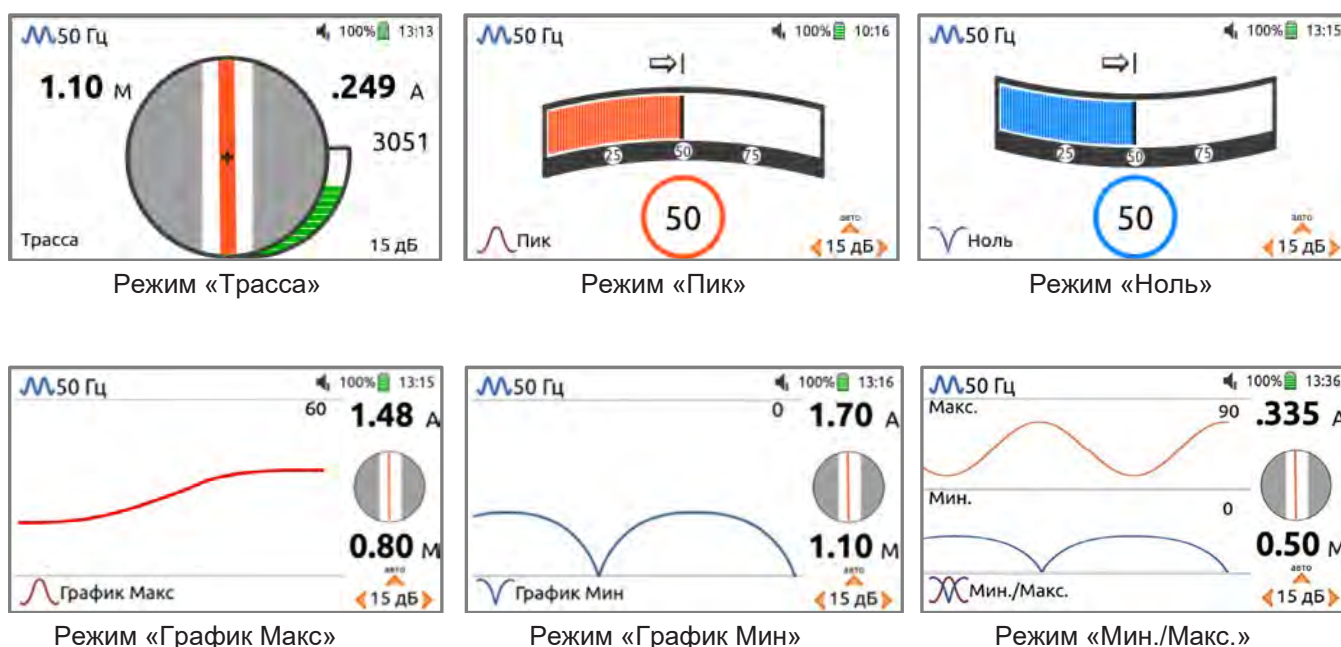 50 Гц 100% 13:13
1.10 м .249 А
3051
Трасса 15 дБ
Режим «Трасса»
50 Гц 100% 10:16
25 50 75
50
авто
Пик 15 дБ
Режим «Пик»
50 Гц 100% 13:15
25 50 75
50
авто
Ноль 15 дБ
Режим «Ноль»
50 Гц 100% 13:15
60 1.48 А
0.80 м
авто
График Макс 15 дБ
Режим «График Макс»
50 Гц 100% 13:16
0 1.70 А
1.10 м
авто
График Мин 15 дБ
Режим «График Мин»
50 Гц 100% 13:36
Макс. 90 .335 А
Мин. 0
0.50 м
авто
Мин./Макс. 15 дБ
Режим «Мин./Макс.»